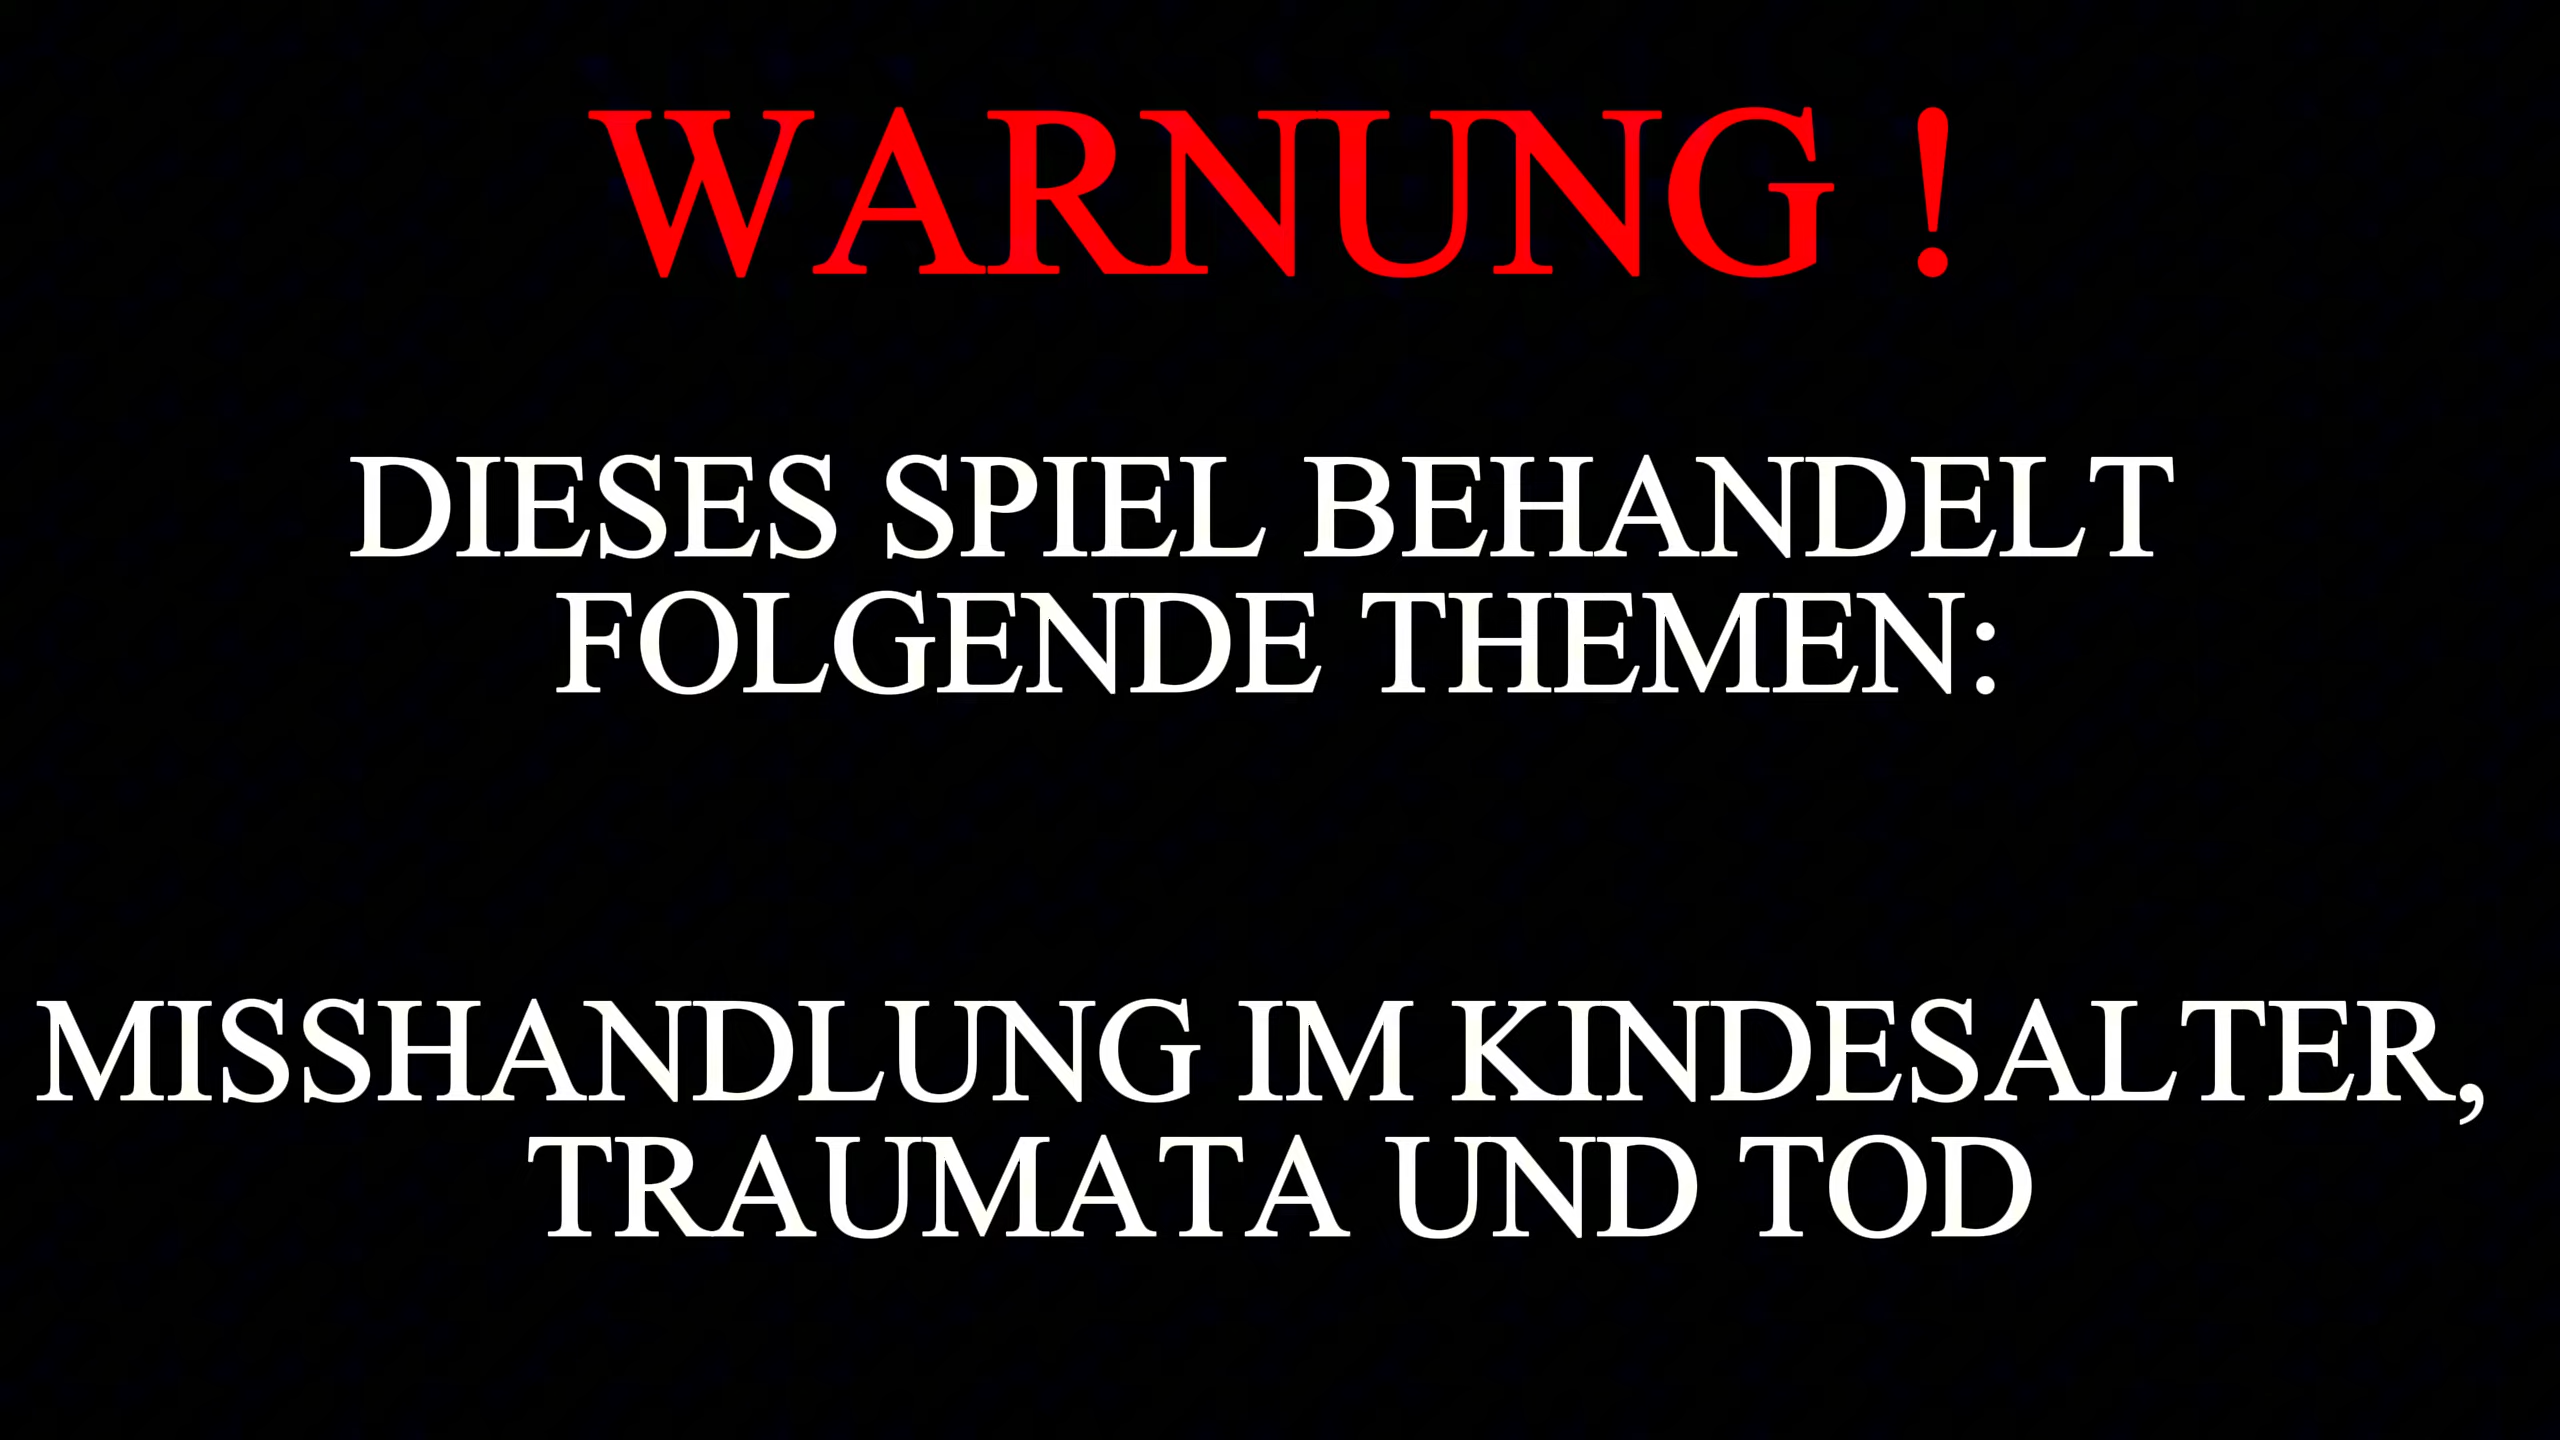 WARNUNG !
DIESES SPIEL BEHANDELT
FOLGENDE THEMEN:
MISSHANDLUNG IM KINDESALTER,
TRAUMATA UND TOD